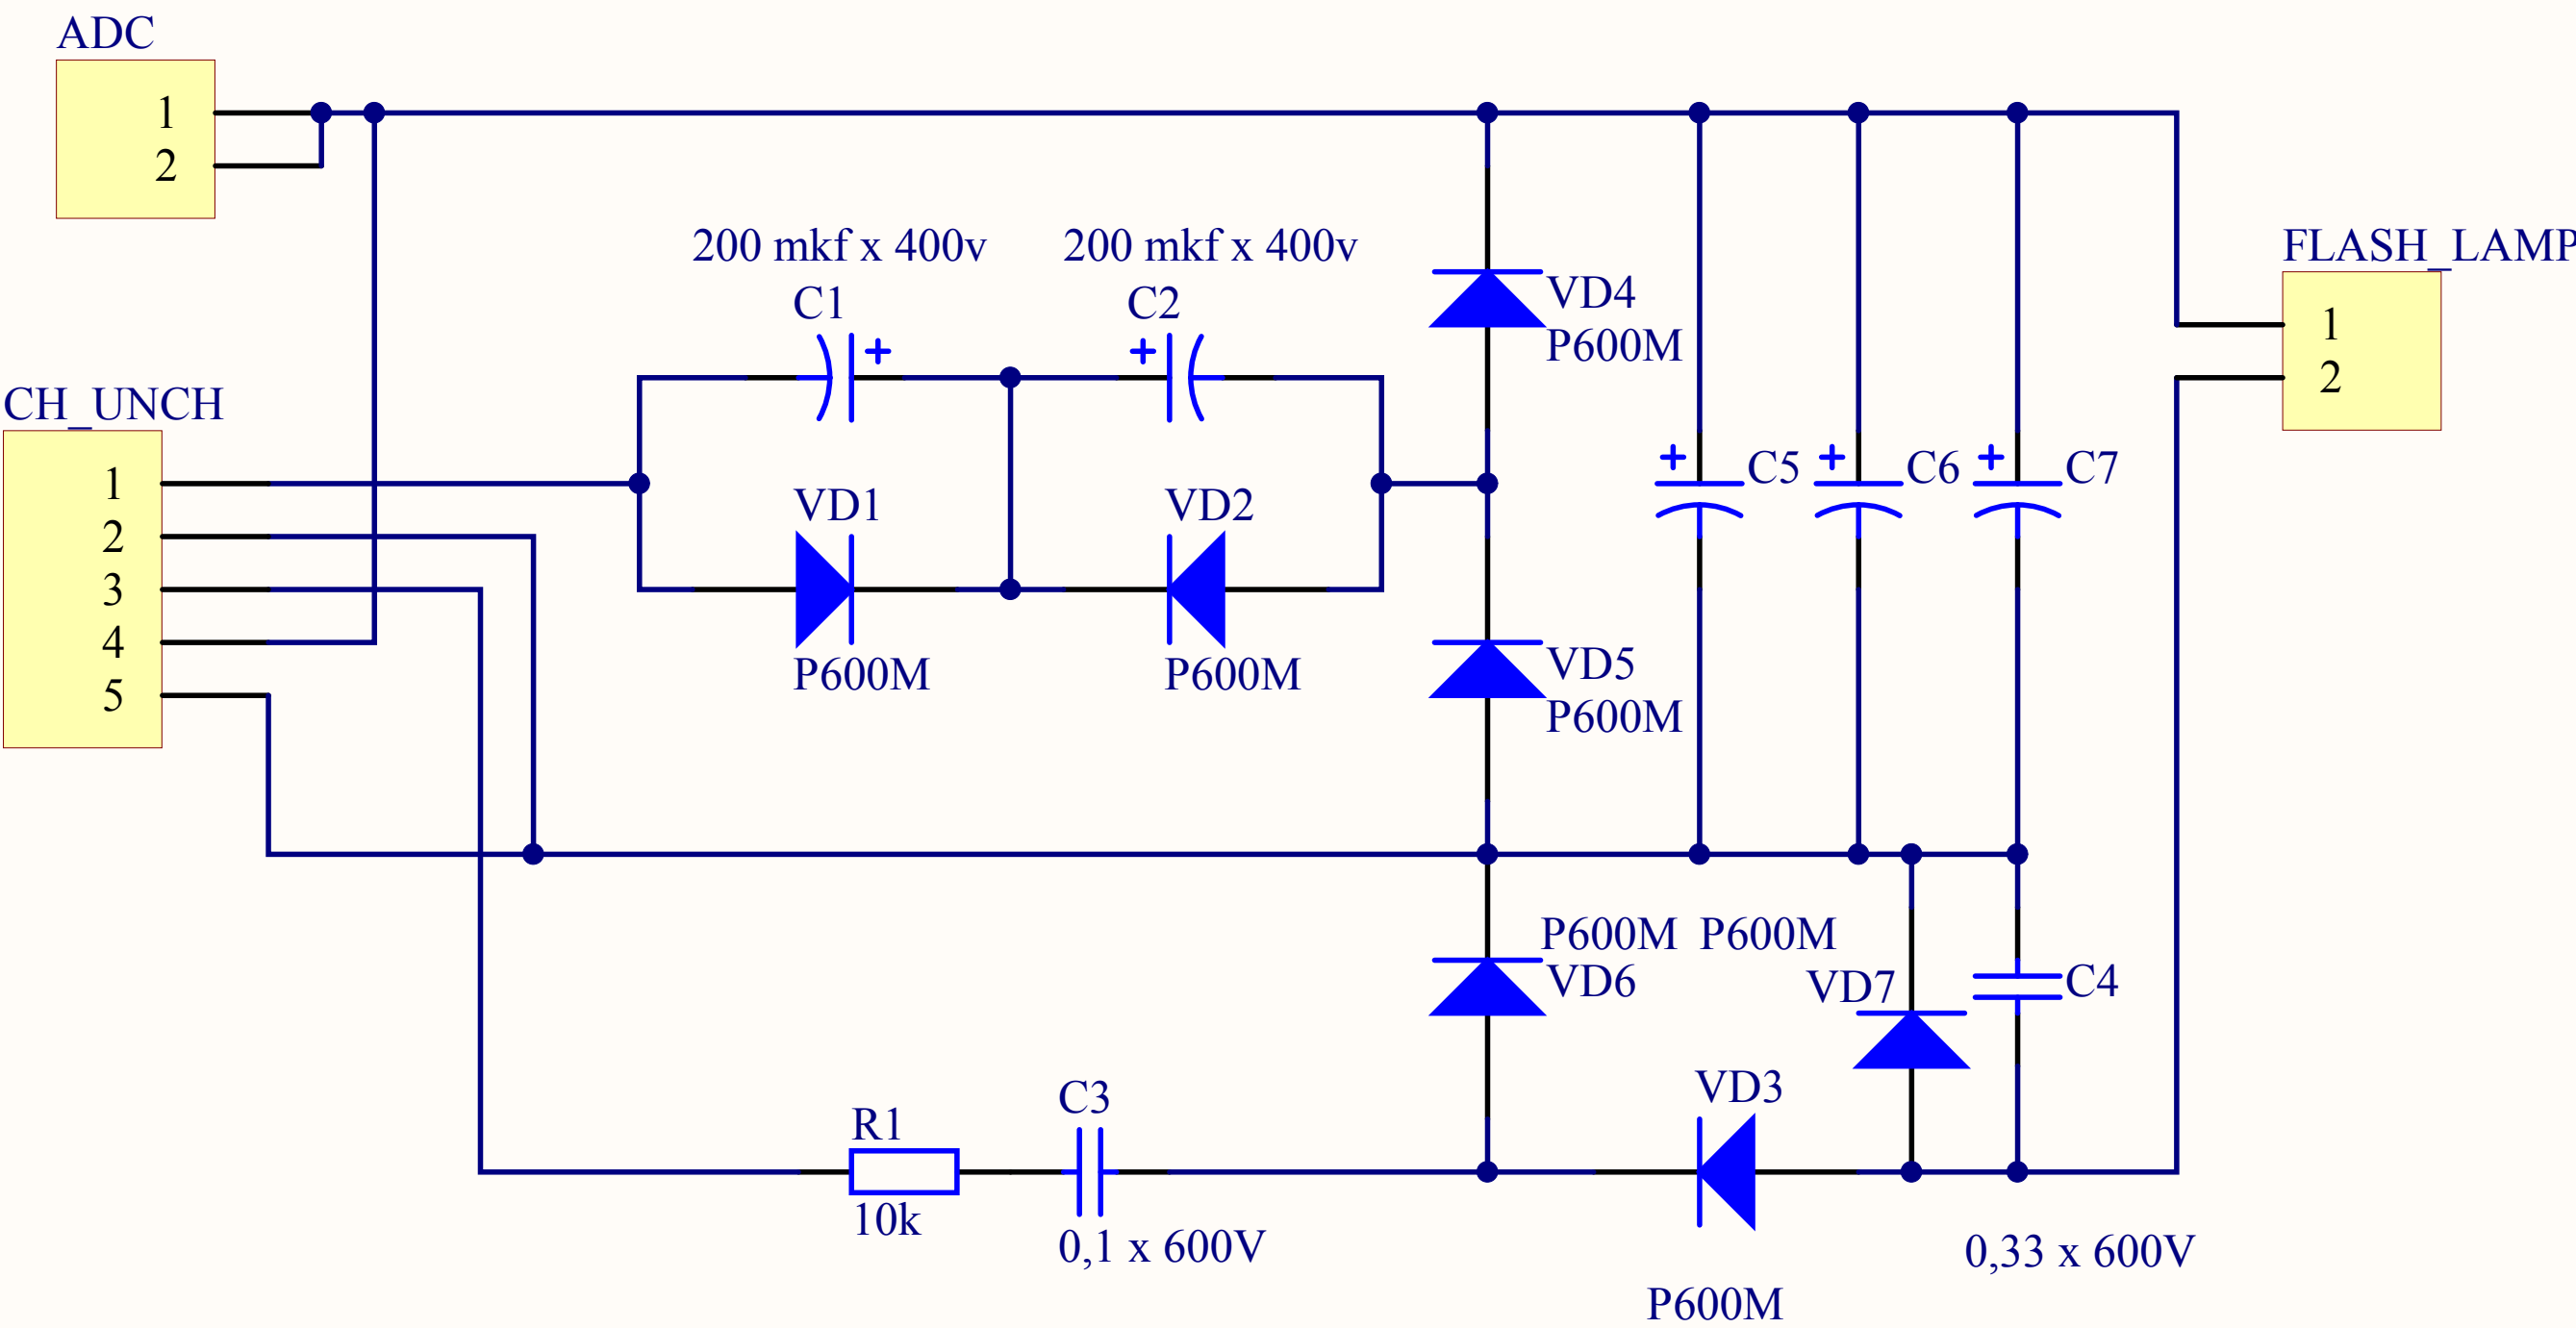 ADC
1
2
200 mkf x 400v
200 mkf x 400v
FLASH_LAMP
C1
+
C2
+
VD4
P600M
1
2
CH_UNCH
1
2
3
4
5
VD1
P600M
VD2
P600M
+
C5
+
C6
+
C7
VD5
P600M
P600M
VD6
P600M
VD7
C4
R1
10k
C3
0,1 x 600V
VD3
P600M
0,33 x 600V